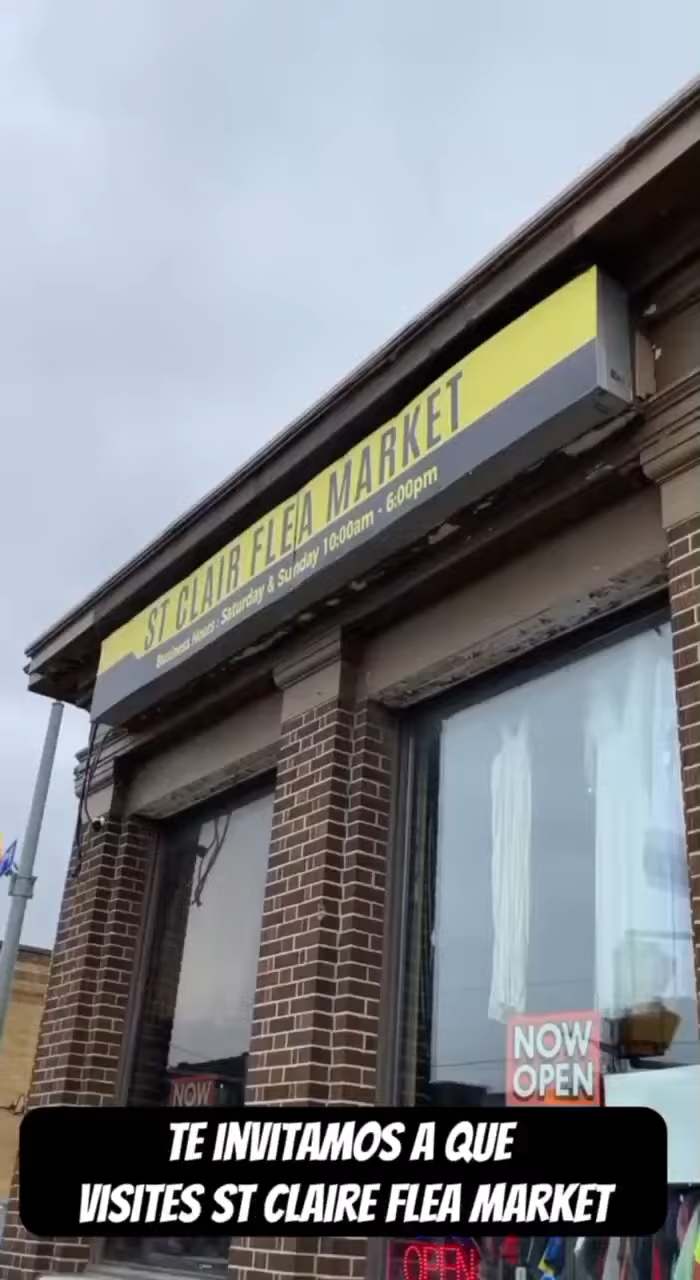 ST CLAIR FLEA MARKET
Business Hours : Saturday & Sunday 10:00am - 6:00pm
NOW
OPEN
NOW
TE INVITAMOS A QUE
VISITES ST CLAIRE FLEA MARKET
OPEN